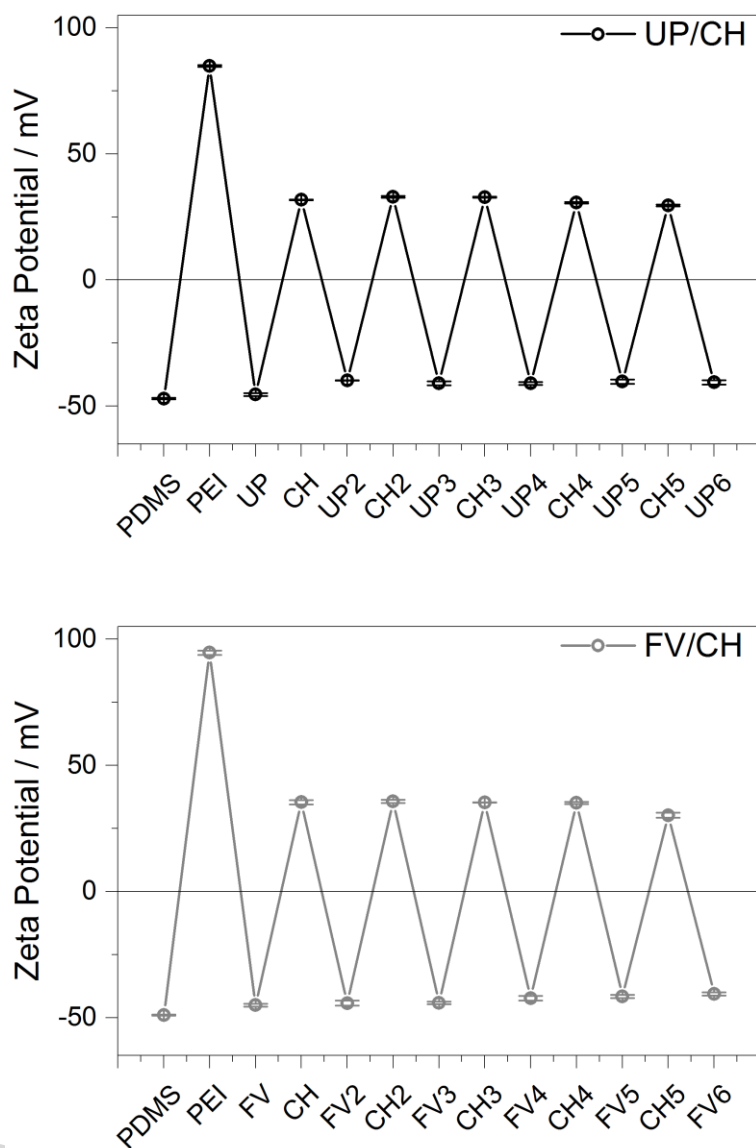 UP/CH
Zeta Potential / mV
100
50
0
-50
PDMS PEI UP CH UP2 CH2 UP3 CH3 UP4 CH4 UP5 CH5 UP6
FV/CH
Zeta Potential / mV
100
50
0
-50
PDMS PEI FV CH FV2 CH2 FV3 CH3 FV4 CH4 FV5 CH5 FV6